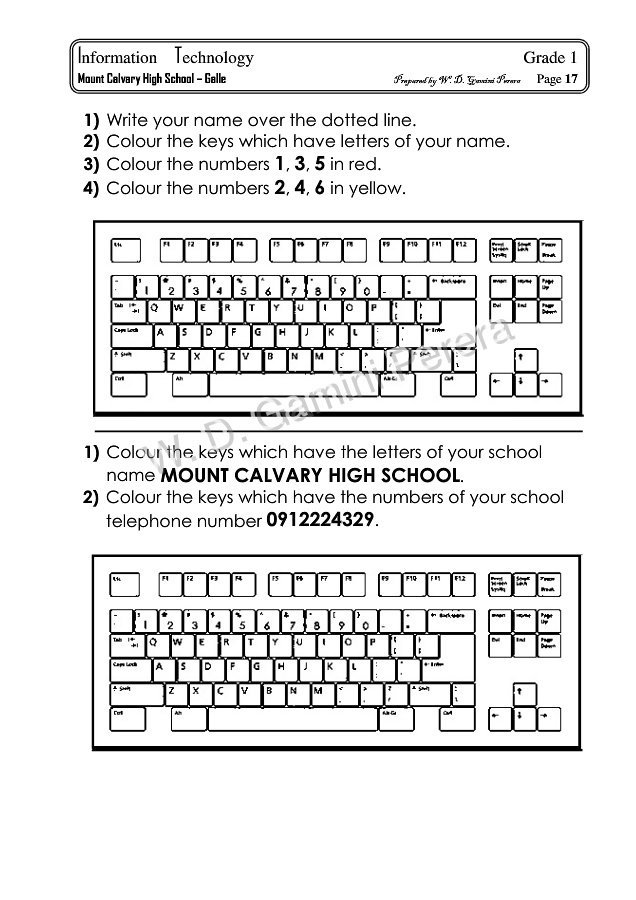 Information Technology Grade 1
Mount Calvary High School – Galle Prepared by W. D. Gamini Perera Page 17
1) Write your name over the dotted line.
2) Colour the keys which have letters of your name.
3) Colour the numbers 1, 3, 5 in red.
4) Colour the numbers 2, 4, 6 in yellow.
Esc F1 F2 F3 F4 F5 F6 F7 F8 F9 F10 F11 F12 Print Screen SysRq Scroll Lock Pause Break
1 2 3 4 5 6 7 8 9 0 - = Backspace Insert Home Page Up
Tab Q W E R T Y U I O P [ ] Del End Page Down
Caps Lock A S D F G H J K L Enter
Shift Z X C V B N M Shift
Ctrl Alt Alt Gr Ctrl
W. D. Gamini Perera
1) Colour the keys which have the letters of your school
name MOUNT CALVARY HIGH SCHOOL.
2) Colour the keys which have the numbers of your school
telephone number 0912224329.
Esc F1 F2 F3 F4 F5 F6 F7 F8 F9 F10 F11 F12 Print Screen SysRq Scroll Lock Pause Break
1 2 3 4 5 6 7 8 9 0 - = Backspace Insert Home Page Up
Tab Q W E R T Y U I O P [ ] Del End Page Down
Caps Lock A S D F G H J K L Enter
Shift Z X C V B N M Shift
Ctrl Alt Alt Gr Ctrl